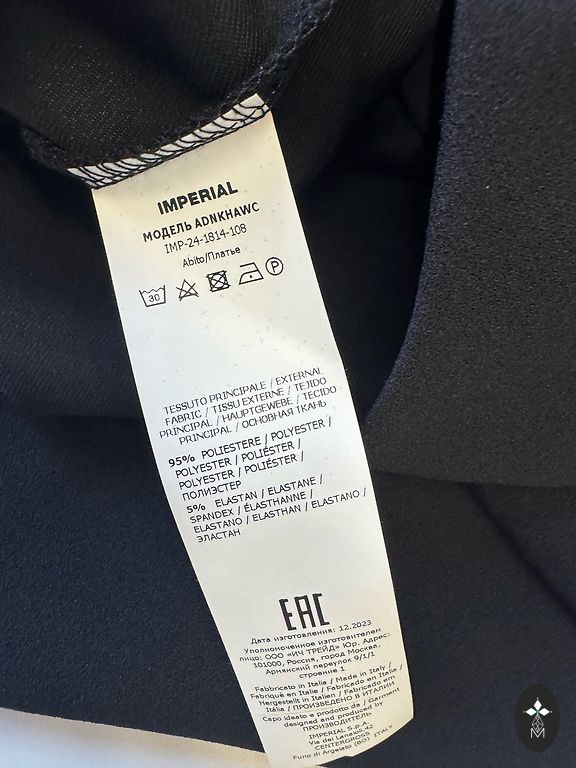 IMPERIAL
МОДЕЛЬ ADNKHAWC
IMP-24-1814-108
Abito/Платье
30
P
TESSUTO PRINCIPALE / EXTERNAL
FABRIC / TISSU EXTERNE / TEJIDO
PRINCIPAL / HAUPTGEWEBE / TECIDO
PRINCIPAL / ОСНОВНАЯ ТКАНЬ
95% POLIESTERE / POLYESTER /
POLYESTER / POLIÉSTER /
POLYESTER / POLIÉSTER /
ПОЛИЭСТЕР
5% ELASTAN / ELASTANE /
SPANDEX / ÉLASTHANNE /
ELASTANO / ELASTHAN / ELASTANO /
ЭЛАСТАН
EAC
Дата изготовления: 12.2023
Уполномоченное изготовителем
лицо: ООО «ИЧ ТРЕЙД» Юр. Адрес:
101000, Россия, город Москва,
Армянский переулок 9/1/1
строение 1
Fabbricato in Italia / Made in Italy /
Fabriqué en Italie / Fabricado en Italia /
Hergestellt in Italien / Fabricado em
Itália / ПРОИЗВЕДЕНО В ИТАЛИИ
Capo ideato e prodotto da / Garment
designed and produced by
ПРОИЗВОДИТЕЛЬ
IMPERIAL S.P.A.
Via dei Lanaioli,42
CENTERGROSS
Funo di Argelato (BO) ITALY
M